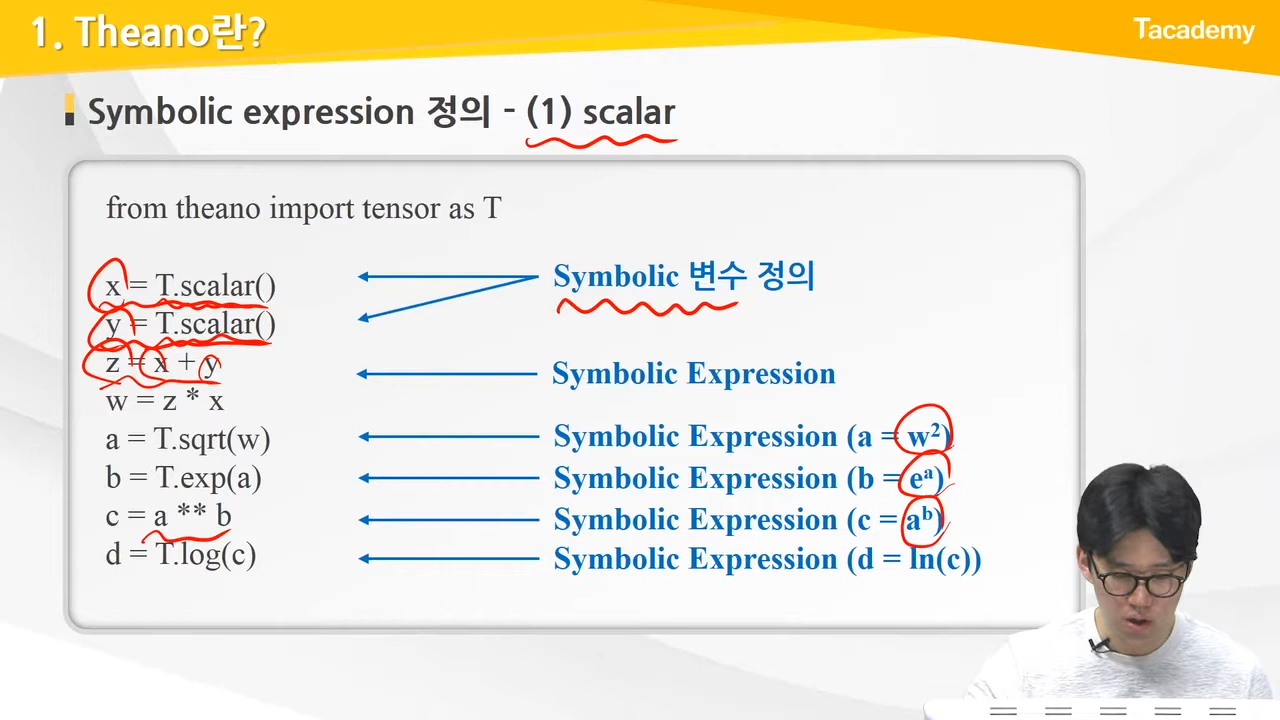 1. Theano란?
Tacademy
Symbolic expression 정의 - (1) scalar
from theano import tensor as T
x = T.scalar()
y = T.scalar()
Symbolic 변수 정의
z = x + y
Symbolic Expression
w = z * x
a = T.sqrt(w)
Symbolic Expression (a = w²)
b = T.exp(a)
Symbolic Expression (b = eᵃ)
c = a ** b
Symbolic Expression (c = aᵇ)
d = T.log(c)
Symbolic Expression (d = ln(c))